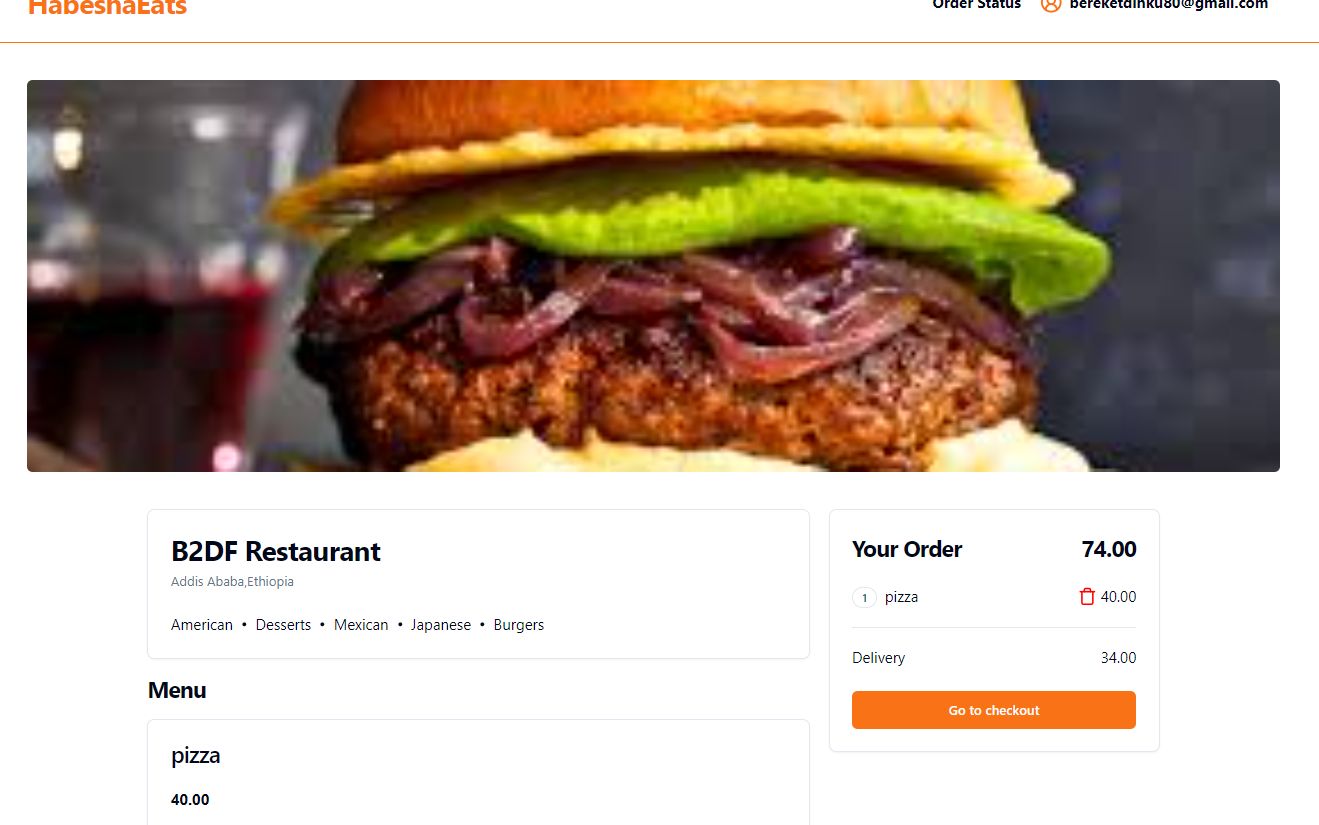 HabeshaEats
Order Status bereketdinku80@gmail.com
B2DF Restaurant
Addis Ababa,Ethiopia
American • Desserts • Mexican • Japanese • Burgers
Menu
pizza
40.00
Your Order 74.00
1 pizza 40.00
Delivery 34.00
Go to checkout